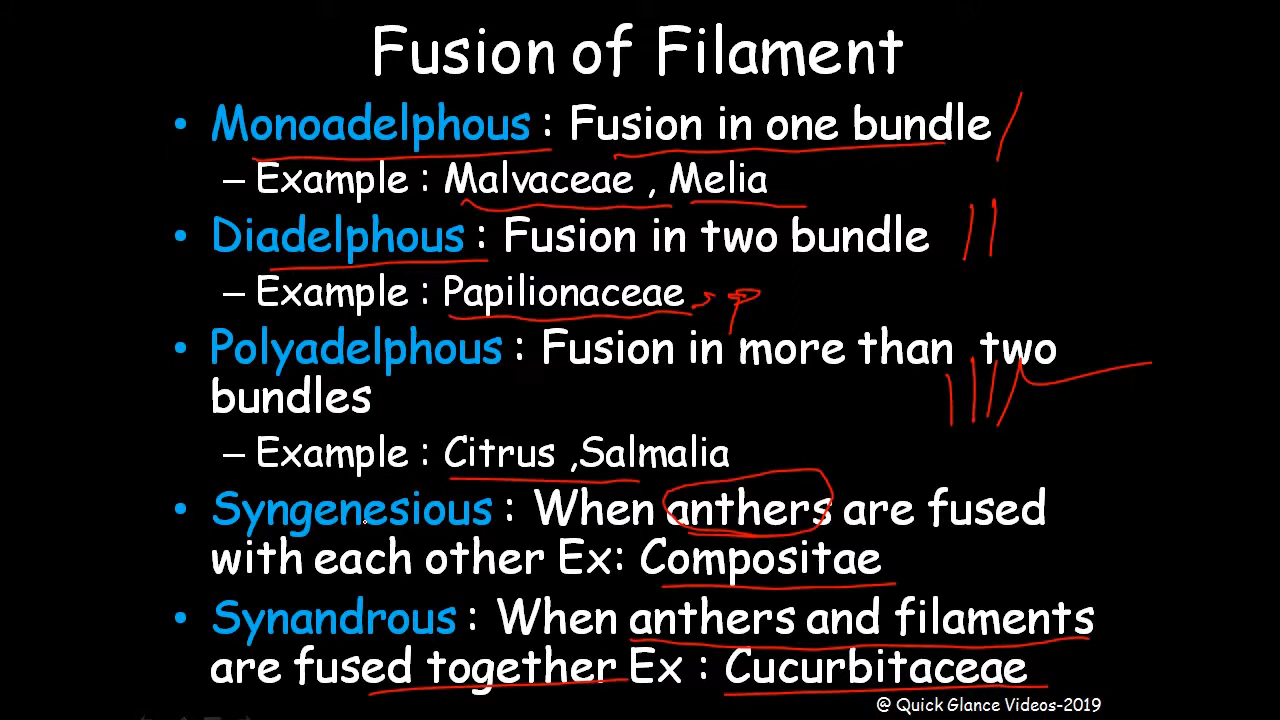 Fusion of Filament
• Monoadelphous : Fusion in one bundle
– Example : Malvaceae , Melia
• Diadelphous : Fusion in two bundle
– Example : Papilionaceae
• Polyadelphous : Fusion in more than two
bundles
– Example : Citrus ,Salmalia
• Syngenesious : When anthers are fused
with each other Ex: Compositae
• Synandrous : When anthers and filaments
are fused together Ex : Cucurbitaceae
@ Quick Glance Videos-2019